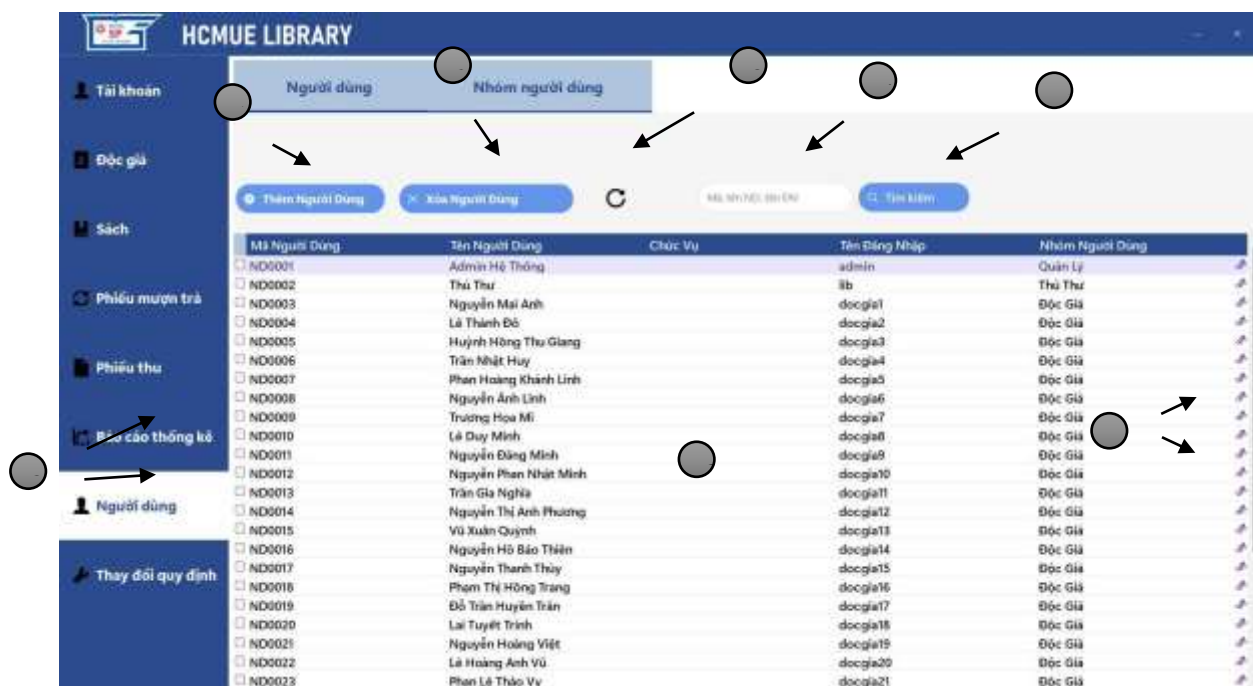 HCMUE LIBRARY
Tài khoản
Độc giả
Sách
Phiếu mượn trả
Phiếu thu
Báo cáo thống kê
Người dùng
Thay đổi quy định
Người dùng Nhóm người dùng
Thêm Người Dùng Xóa Người Dùng Tìm kiếm
Mã Người Dùng Tên Người Dùng Chức Vụ Tên Đăng Nhập Nhóm Người Dùng
ND0001 Admin Hệ Thống admin Quản Lý
ND0002 Thủ Thư lib Thủ Thư
ND0003 Nguyễn Mai Anh docgia1 Độc Giả
ND0004 Lê Thành Đô docgia2 Độc Giả
ND0005 Huỳnh Hồng Thu Giang docgia3 Độc Giả
ND0006 Trần Nhật Huy docgia4 Độc Giả
ND0007 Phan Hoàng Khánh Linh docgia5 Độc Giả
ND0008 Nguyễn Ánh Linh docgia6 Độc Giả
ND0009 Trương Họa Mi docgia7 Độc Giả
ND0010 Lê Duy Minh docgia8 Độc Giả
ND0011 Nguyễn Đăng Minh docgia9 Độc Giả
ND0012 Nguyễn Phan Nhật Minh docgia10 Độc Giả
ND0013 Trần Gia Nghĩa docgia11 Độc Giả
ND0014 Nguyễn Thị Anh Phương docgia12 Độc Giả
ND0015 Vũ Xuân Quỳnh docgia13 Độc Giả
ND0016 Nguyễn Hồ Bảo Thiên docgia14 Độc Giả
ND0017 Nguyễn Thanh Thùy docgia15 Độc Giả
ND0018 Phạm Thị Hồng Trang docgia16 Độc Giả
ND0019 Đỗ Trần Huyền Trân docgia17 Độc Giả
ND0020 Lai Tuyết Trinh docgia18 Độc Giả
ND0021 Nguyễn Hoàng Việt docgia19 Độc Giả
ND0022 Lê Hoàng Anh Vũ docgia20 Độc Giả
ND0023 Phan Lê Thảo Vy docgia21 Độc Giả